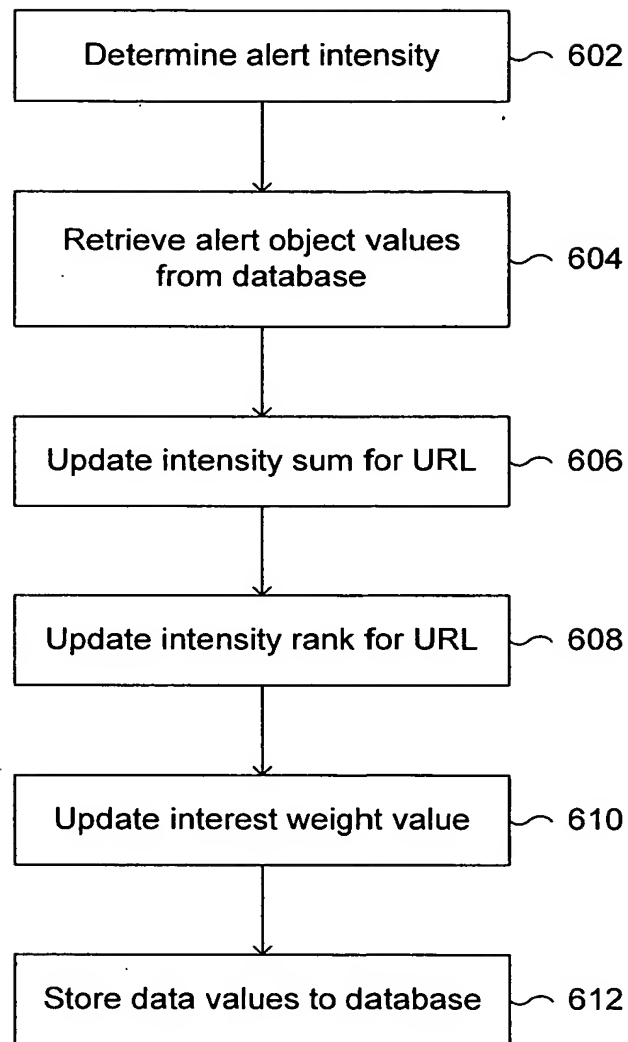 Determine alert intensity 602
Retrieve alert object values
from database 604
Update intensity sum for URL 606
Update intensity rank for URL 608
Update interest weight value 610
Store data values to database 612